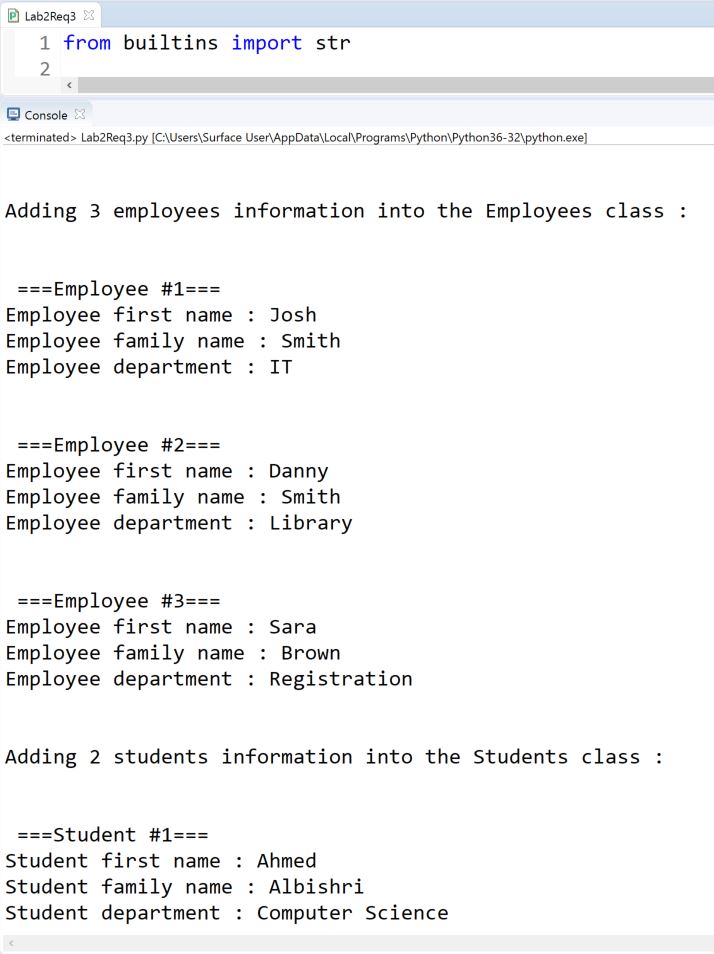 Lab2Req3
1 from builtins import str
2
Console
<terminated> Lab2Req3.py [C:\Users\Surface User\AppData\Local\Programs\Python\Python36-32\python.exe]
Adding 3 employees information into the Employees class :
===Employee #1===
Employee first name : Josh
Employee family name : Smith
Employee department : IT
===Employee #2===
Employee first name : Danny
Employee family name : Smith
Employee department : Library
===Employee #3===
Employee first name : Sara
Employee family name : Brown
Employee department : Registration
Adding 2 students information into the Students class :
===Student #1===
Student first name : Ahmed
Student family name : Albishri
Student department : Computer Science